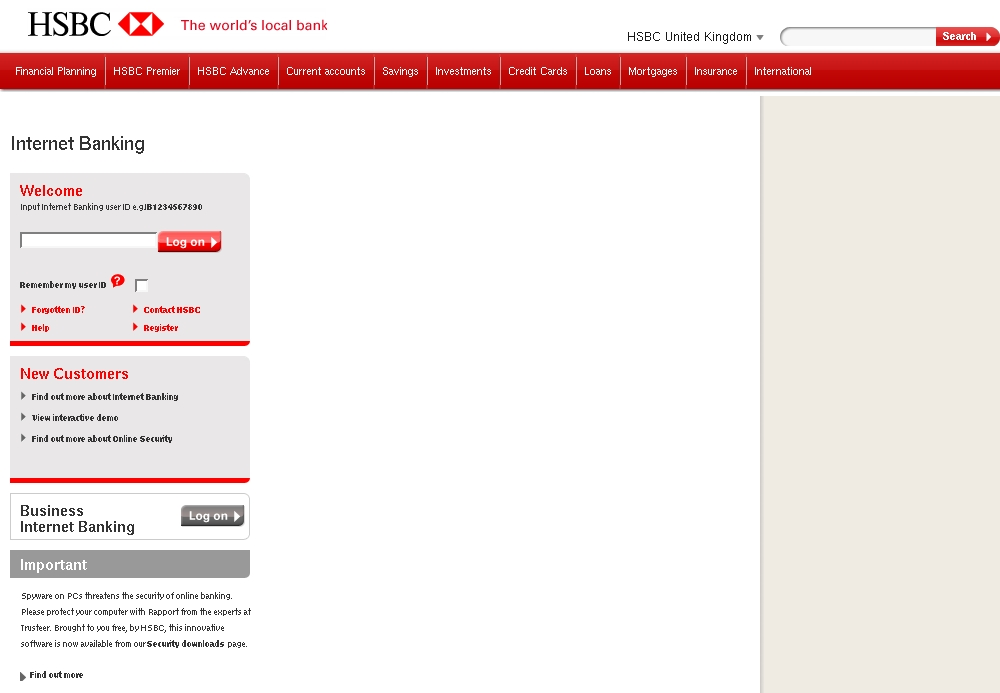 HSBC The world's local bank
HSBC United Kingdom Search
Financial Planning HSBC Premier HSBC Advance Current accounts Savings Investments Credit Cards Loans Mortgages Insurance International
Internet Banking
Welcome
Input Internet Banking user ID e.g.IB1234567890
Log on
Remember my user ID ?
Forgotten ID? Contact HSBC
Help Register
New Customers
Find out more about Internet Banking
View interactive demo
Find out more about Online Security
Business
Internet Banking
Log on
Important
Spyware on PCs threatens the security of online banking.
Please protect your computer with Rapport from the experts at
Trusteer. Brought to you free, by HSBC, this innovative
software is now available from our Security downloads page.
Find out more